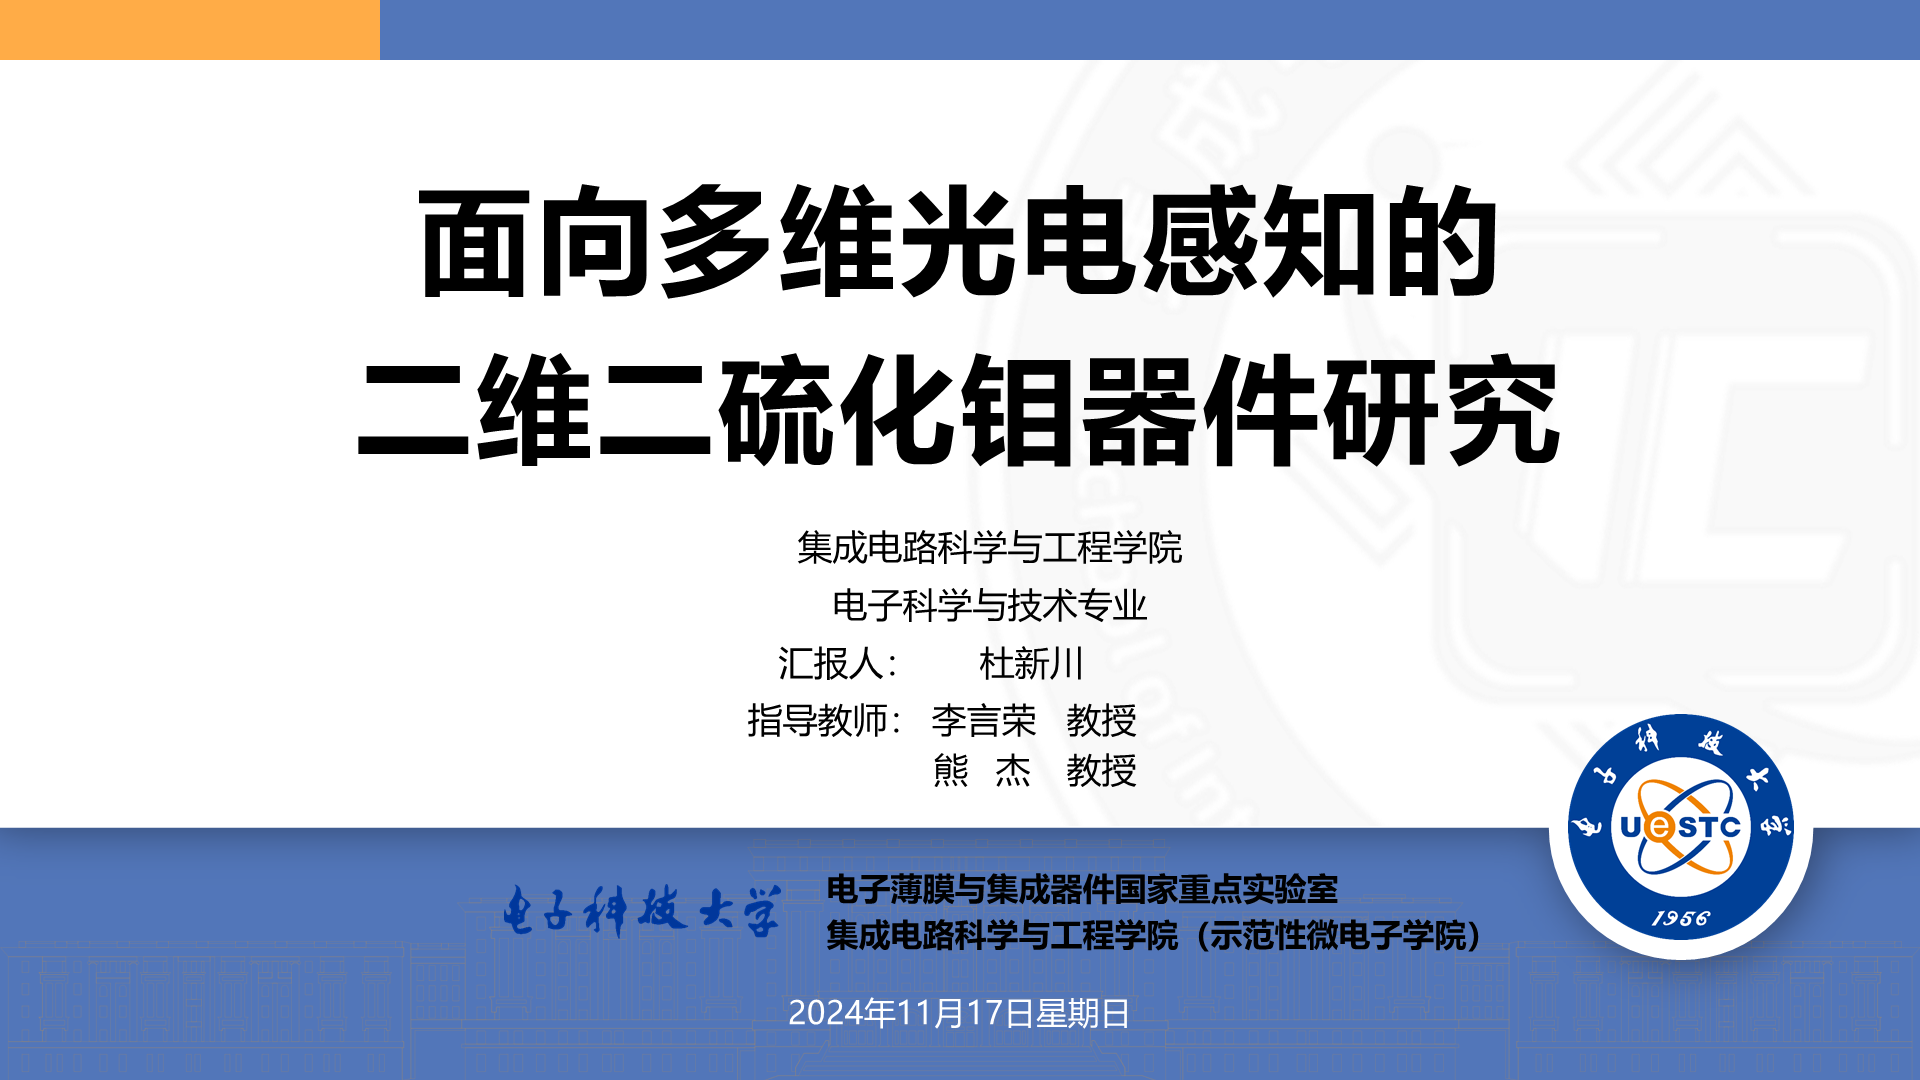 面向多维光电感知的
二维二硫化钼器件研究
集成电路科学与工程学院
电子科学与技术专业
汇报人： 杜新川
指导教师： 李言荣 教授
熊 杰 教授
电子科技大学
UeSTC
1956
电子科技大学
电子薄膜与集成器件国家重点实验室
集成电路科学与工程学院（示范性微电子学院）
2024年11月17日星期日